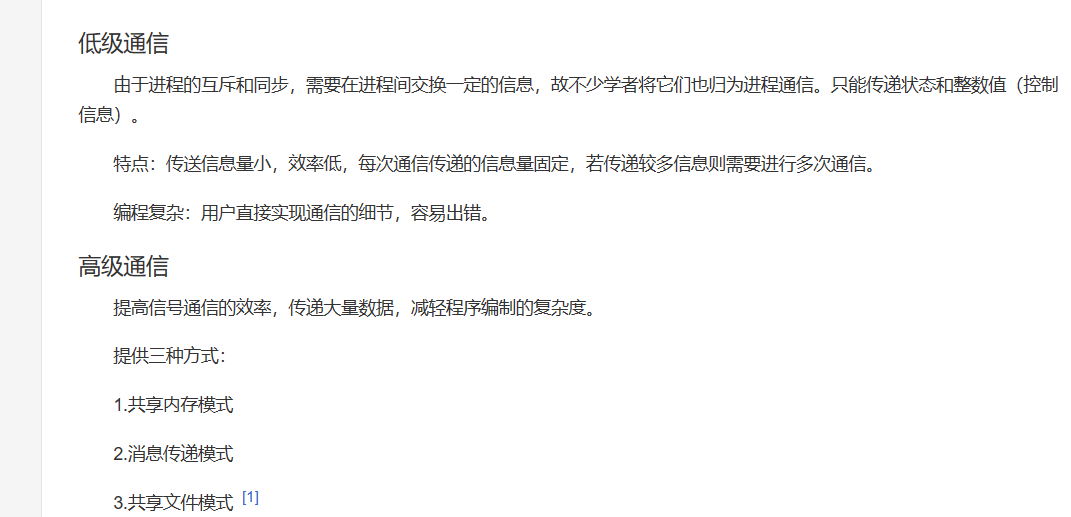 低级通信
由于进程的互斥和同步，需要在进程间交换一定的信息，故不少学者将它们也归为进程通信。只能传递状态和整数值（控制
信息）。
特点：传送信息量小，效率低，每次通信传递的信息量固定，若传递较多信息则需要进行多次通信。
编程复杂：用户直接实现通信的细节，容易出错。
高级通信
提高信号通信的效率，传递大量数据，减轻程序编制的复杂度。
提供三种方式：
1.共享内存模式
2.消息传递模式
3.共享文件模式 [1]